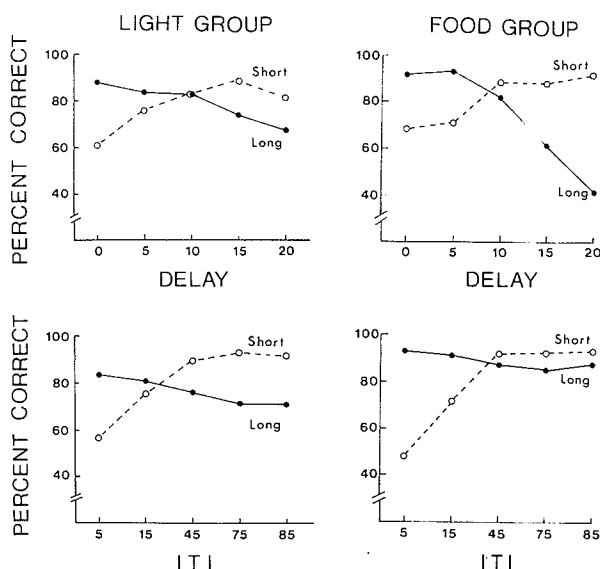 LIGHT GROUP
PERCENT CORRECT
100
80
60
40
Short
Long
0 5 10 15 20
DELAY
FOOD GROUP
100
80
60
40
Short
Long
0 5 10 15 20
DELAY
PERCENT CORRECT
100
80
60
40
Short
Long
5 15 45 75 85
ITI
100
80
60
40
Short
Long
5 15 45 75 85
ITI